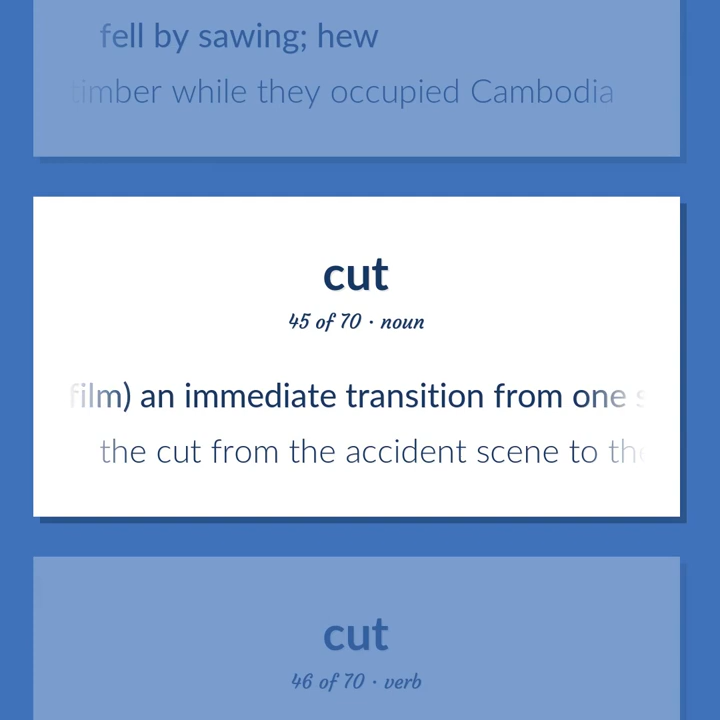 fell by sawing; hew
timber while they occupied Cambodia
cut
45 of 70 · noun
film) an immediate transition from one s
the cut from the accident scene to the
cut
46 of 70 · verb